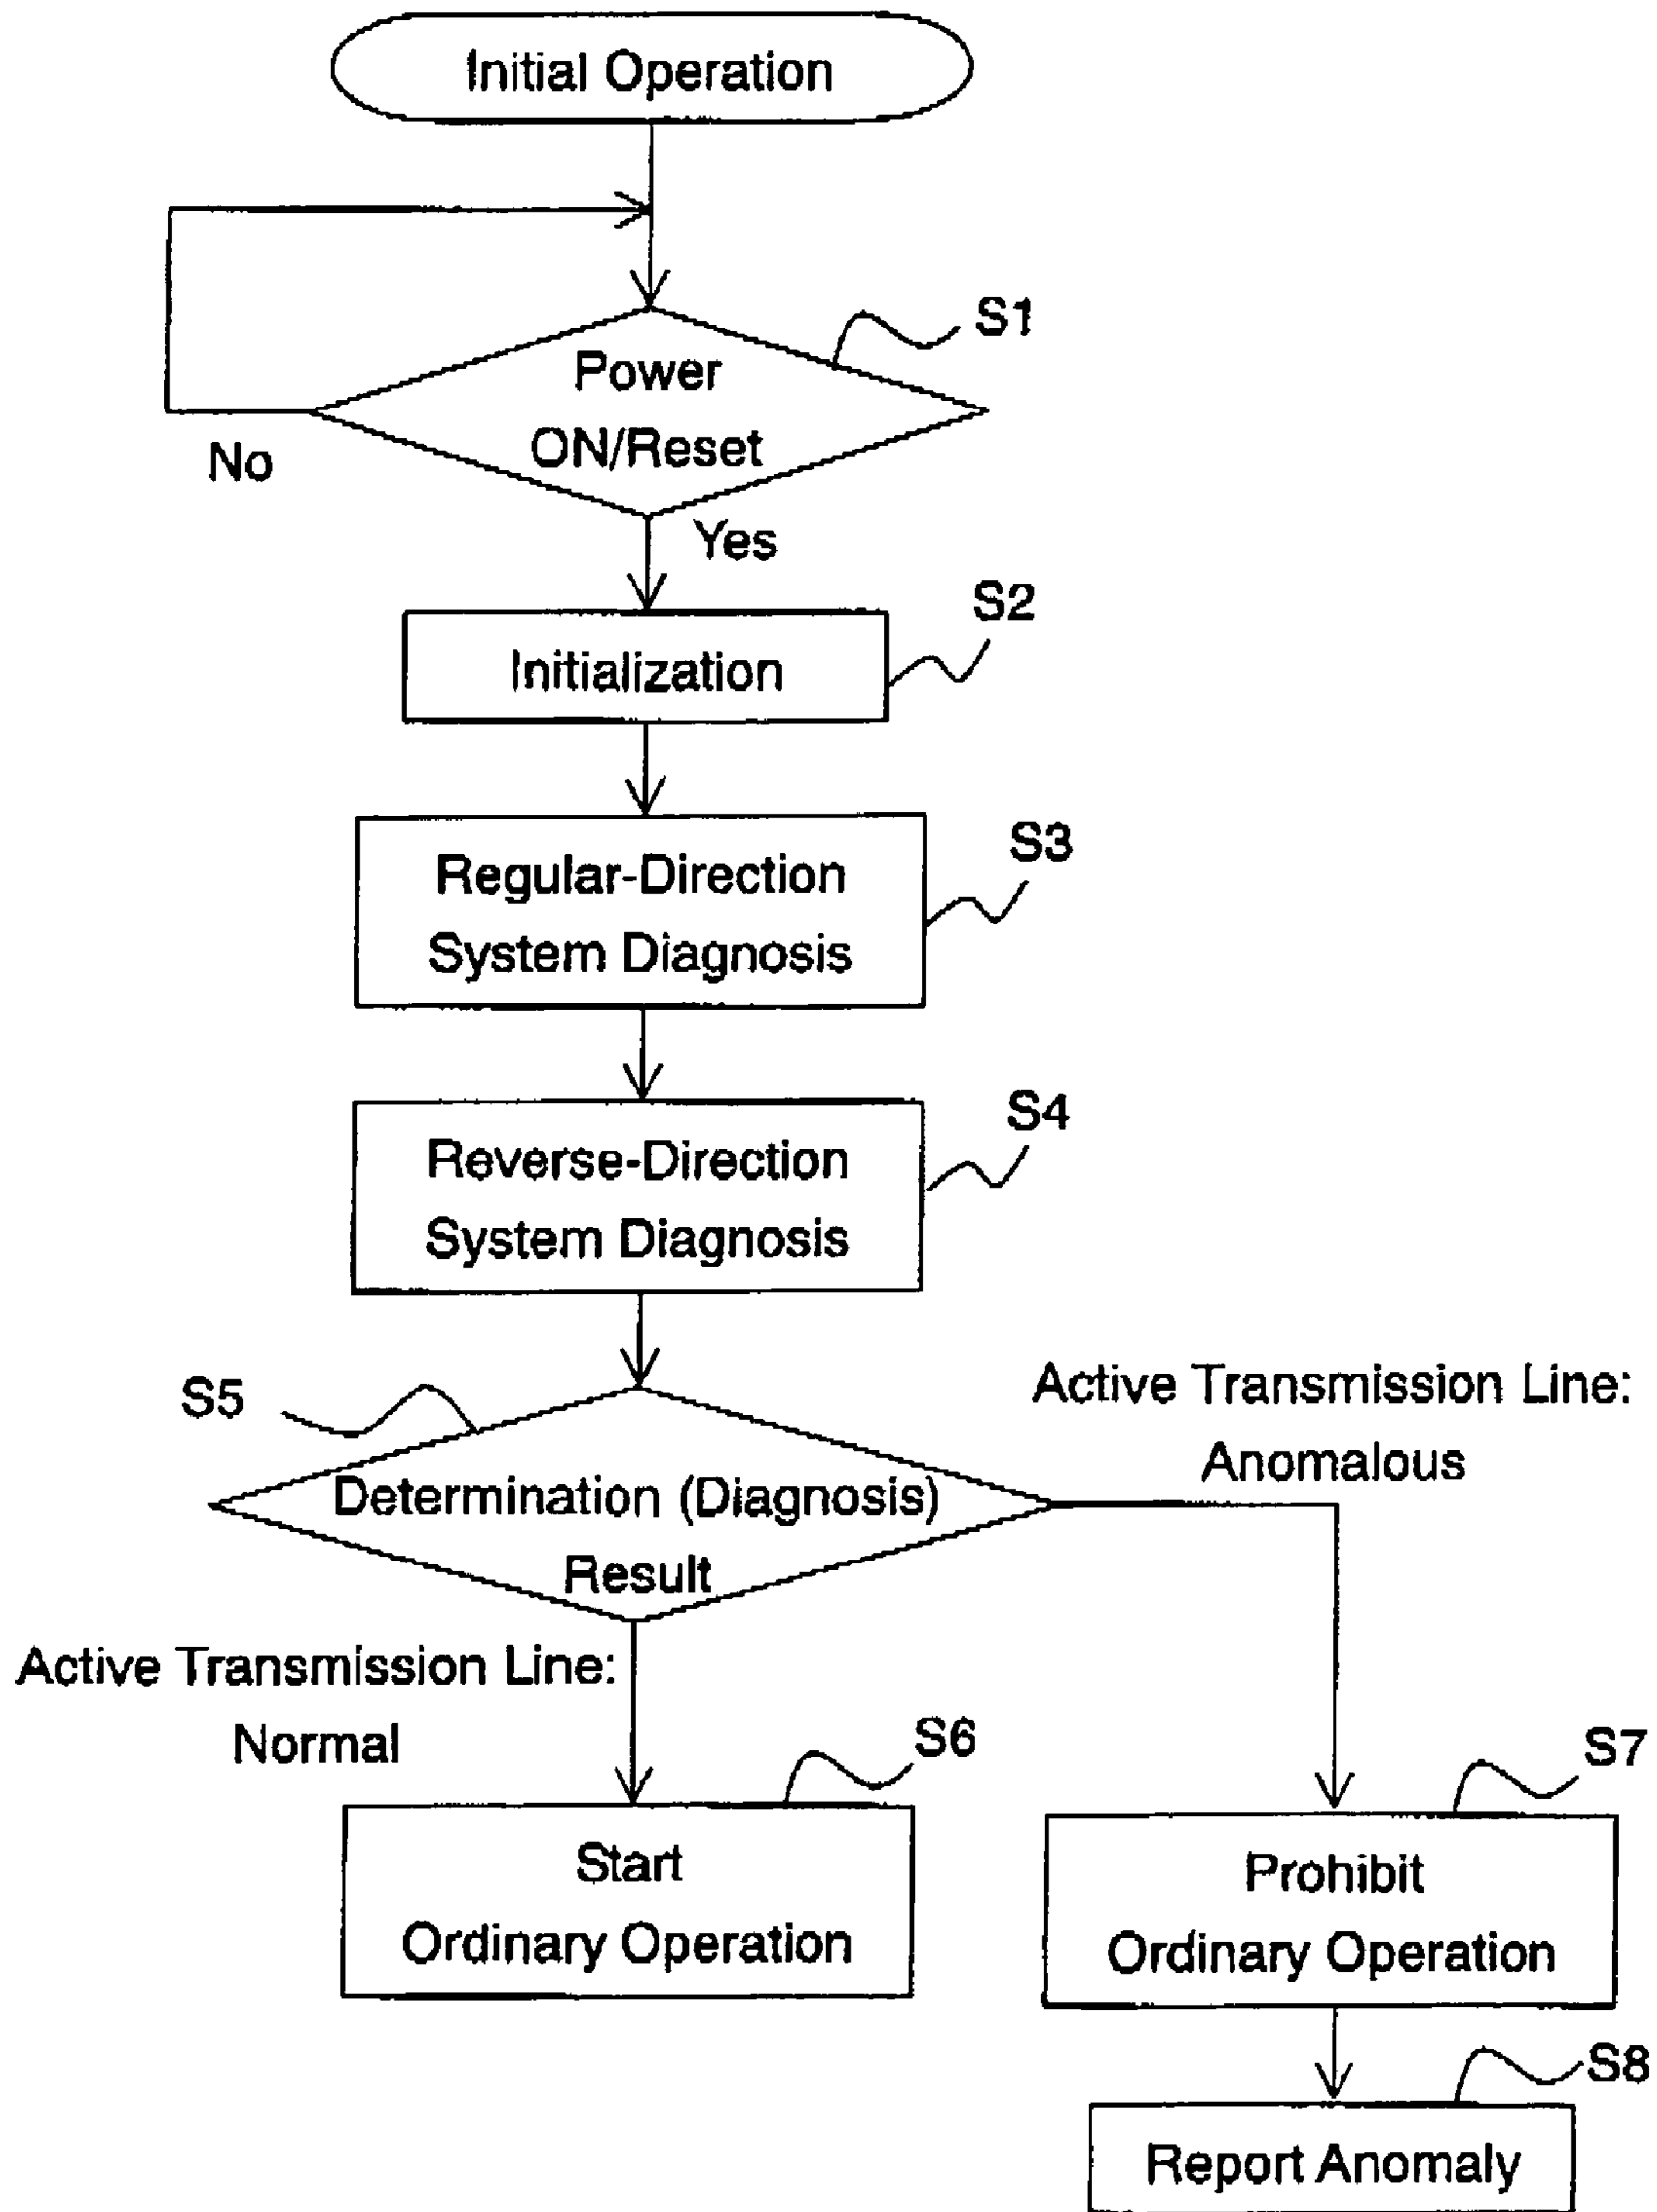 Initial Operation
S1
Power
ON/Reset
No
Yes
S2
Initialization
S3
Regular-Direction
System Diagnosis
S4
Reverse-Direction
System Diagnosis
S5
Active Transmission Line:
Anomalous
Determination (Diagnosis)
Result
Active Transmission Line:
Normal
S6
S7
Start
Ordinary Operation
Prohibit
Ordinary Operation
S8
Report Anomaly